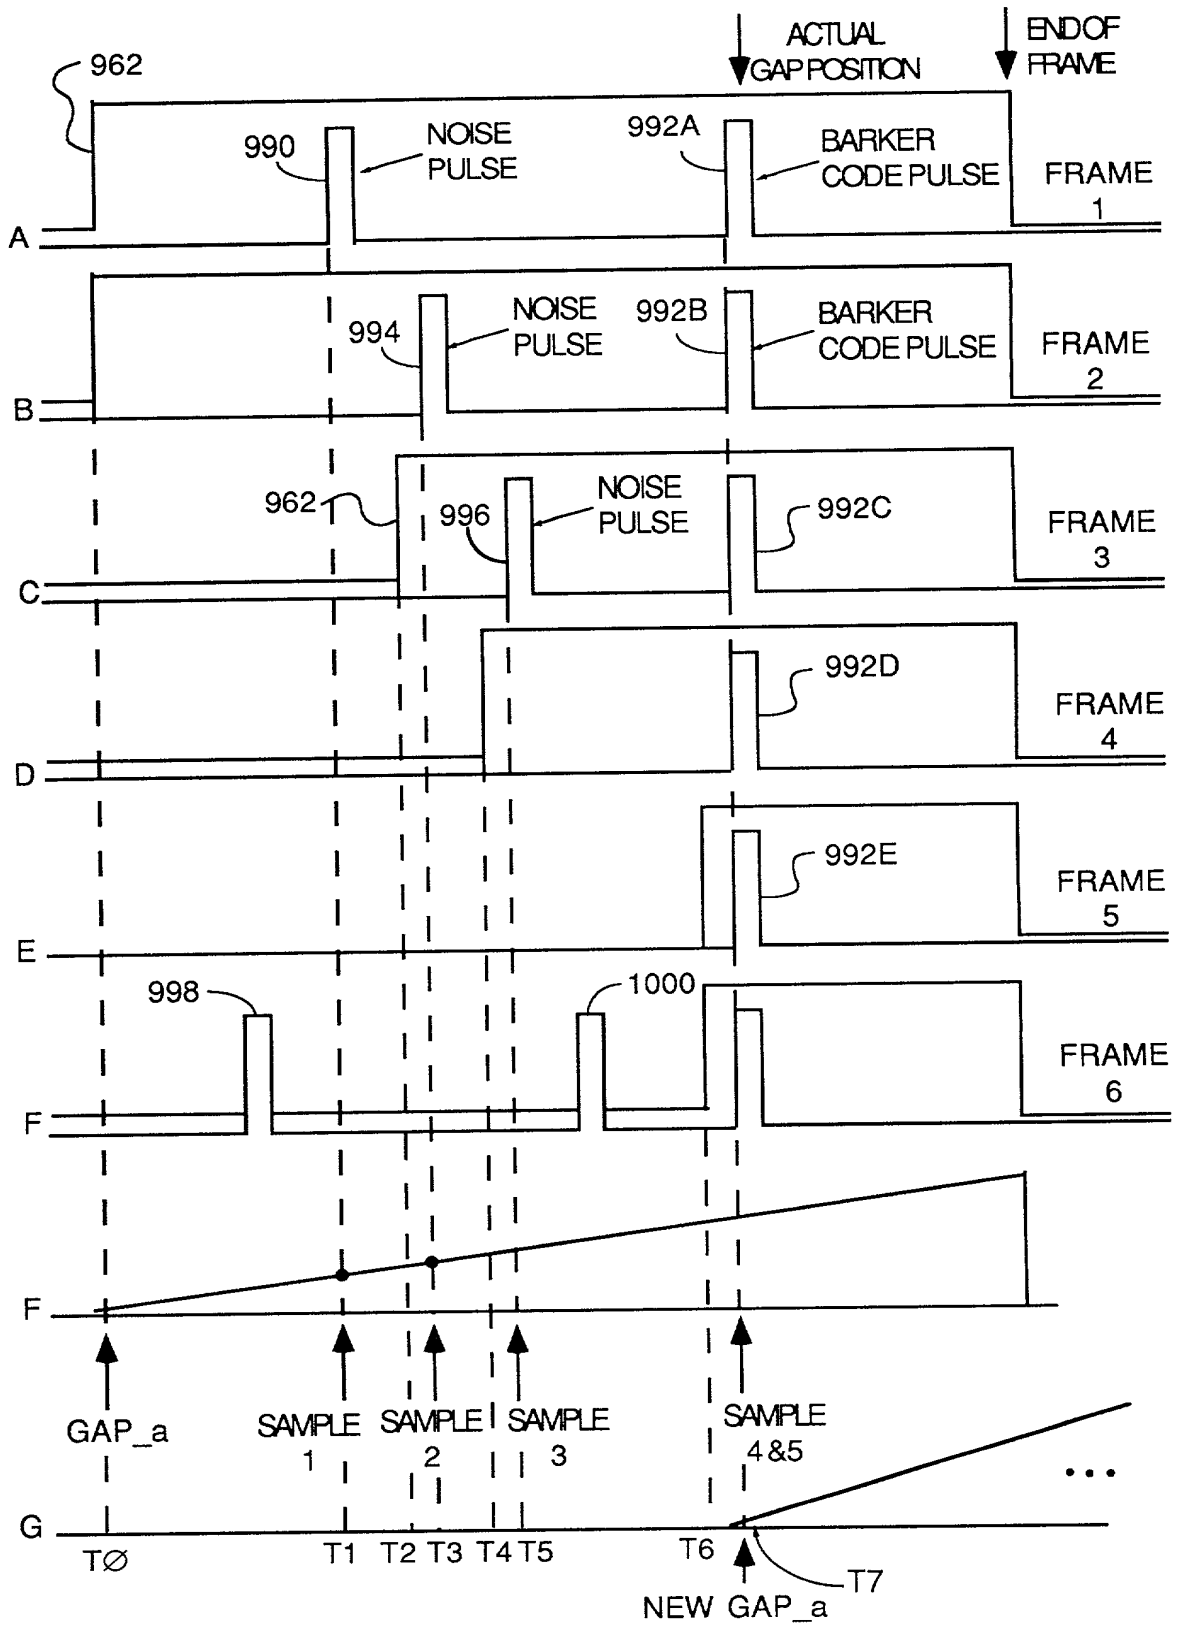 ACTUAL
GAP POSITION
END OF
FRAME
962
990
NOISE
PULSE
992A
BARKER
CODE PULSE
FRAME
1
A
994
NOISE
PULSE
992B
BARKER
CODE PULSE
FRAME
2
B
962
996
NOISE
PULSE
992C
FRAME
3
C
992D
FRAME
4
D
992E
FRAME
5
E
998
1000
FRAME
6
F
F
GAP_a
SAMPLE
1
SAMPLE
2
SAMPLE
3
SAMPLE
4&5
...
G
TØ
T1
T2
T3
T4
T5
T6
T7
NEW GAP_a